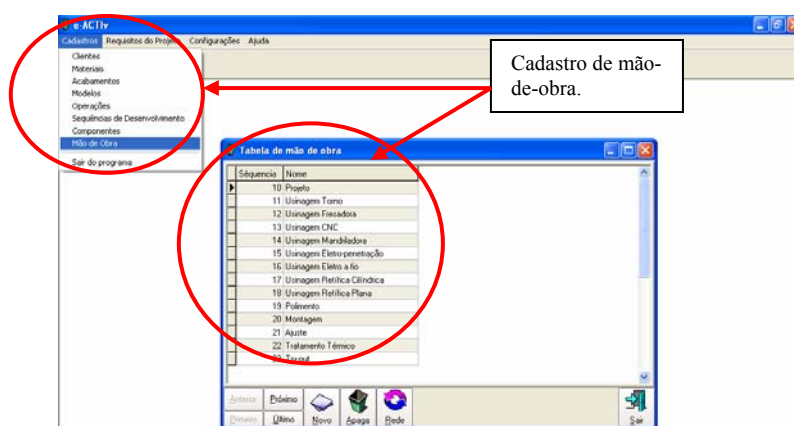 e-ACTIv
Cadastros Requisitos do Projeto Configurações Ajuda
Clientes
Materiais
Acabamentos
Modelos
Operações
Sequências de Desenvolvimento
Componentes
Mão de Obra
Sair do programa
Cadastro de mão-
de-obra.
Tabela de mão de obra
Séquencia Nome
10 Projeto
11 Usinagem Torno
12 Usinagem Fresadora
13 Usinagem CNC
14 Usinagem Mandriladora
15 Usinagem Eletro-penetração
16 Usinagem Eletro a fio
17 Usinagem Retífica Cilíndrica
18 Usinagem Retífica Plana
19 Polimento
20 Montagem
21 Ajuste
22 Tratamento Térmico
Anterior Próximo
Primeiro Último Novo Apaga Rede Sair